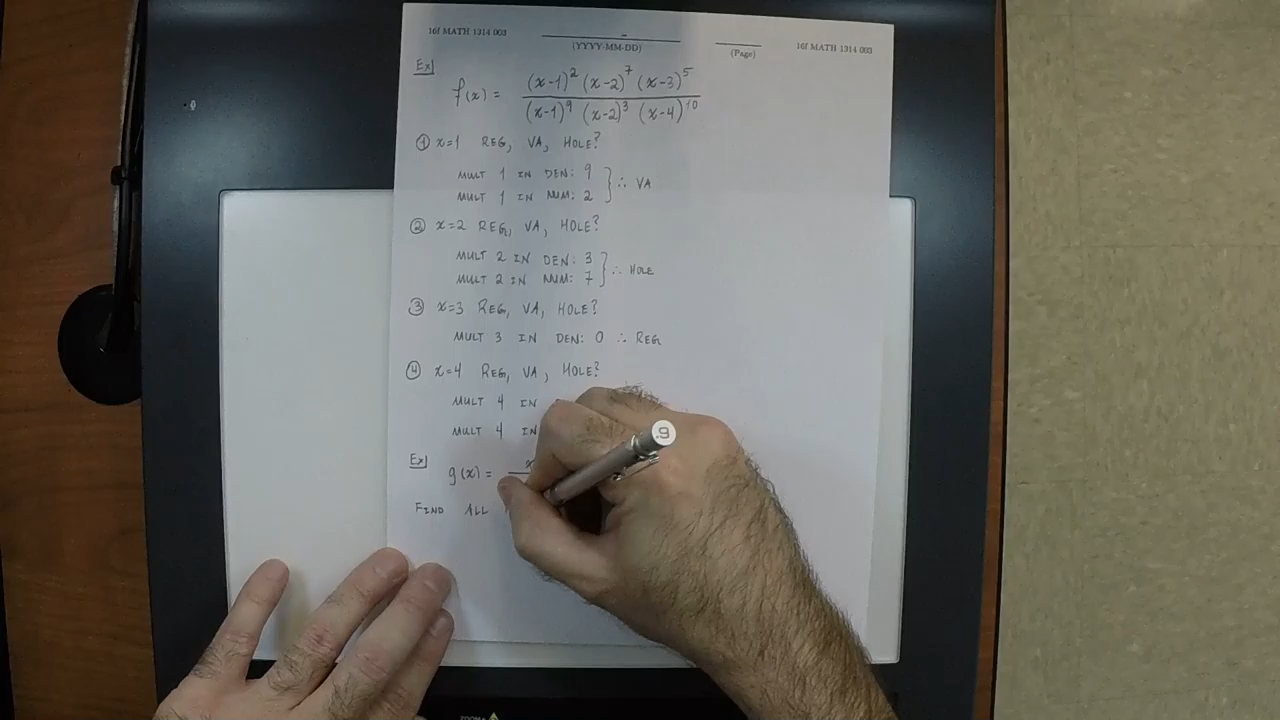 16f MATH 1314 003 (YYYY-MM-DD) (Page) 16f MATH 1314 003
Ex
f(x) = (x-1)^2 (x-2)^7 (x-3)^5 / (x-1)^9 (x-2)^3 (x-4)^10
① x=1 REG, VA, HOLE?
MULT 1 IN DEN: 9
MULT 1 IN NUM: 2 } ∴ VA
② x=2 REG, VA, HOLE?
MULT 2 IN DEN: 3
MULT 2 IN NUM: 7 } ∴ HOLE
③ x=3 REG, VA, HOLE?
MULT 3 IN DEN: 0 ∴ REG
④ x=4 REG, VA, HOLE?
MULT 4 IN
MULT 4 IN
Ex
g(x) =
FIND ALL
.9